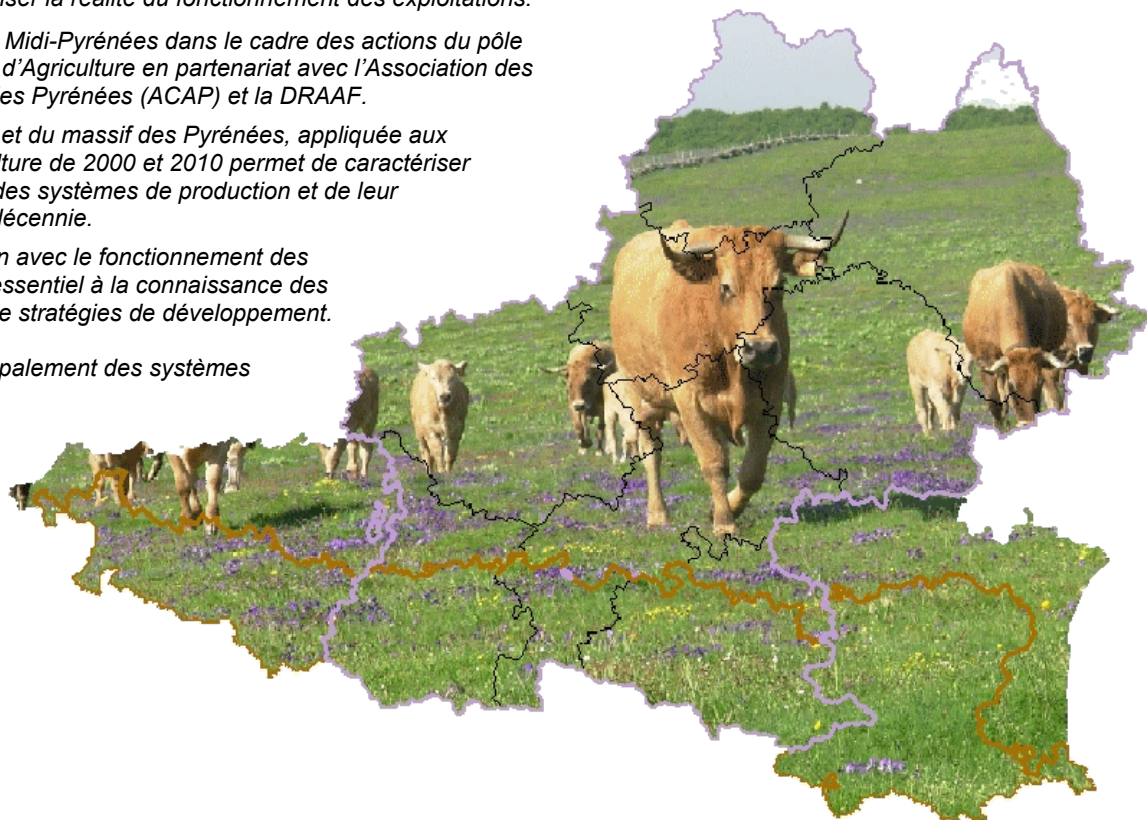 ser la réalité du fonctionnement des exploitations.
Midi-Pyrénées dans le cadre des actions du pôle
d'Agriculture en partenariat avec l'Association des
es Pyrénées (ACAP) et la DRAAF.
et du massif des Pyrénées, appliquée aux
lture de 2000 et 2010 permet de caractériser
des systèmes de production et de leur
décennie.
n avec le fonctionnement des
essentiel à la connaissance des
e stratégies de développement.
palement des systèmes